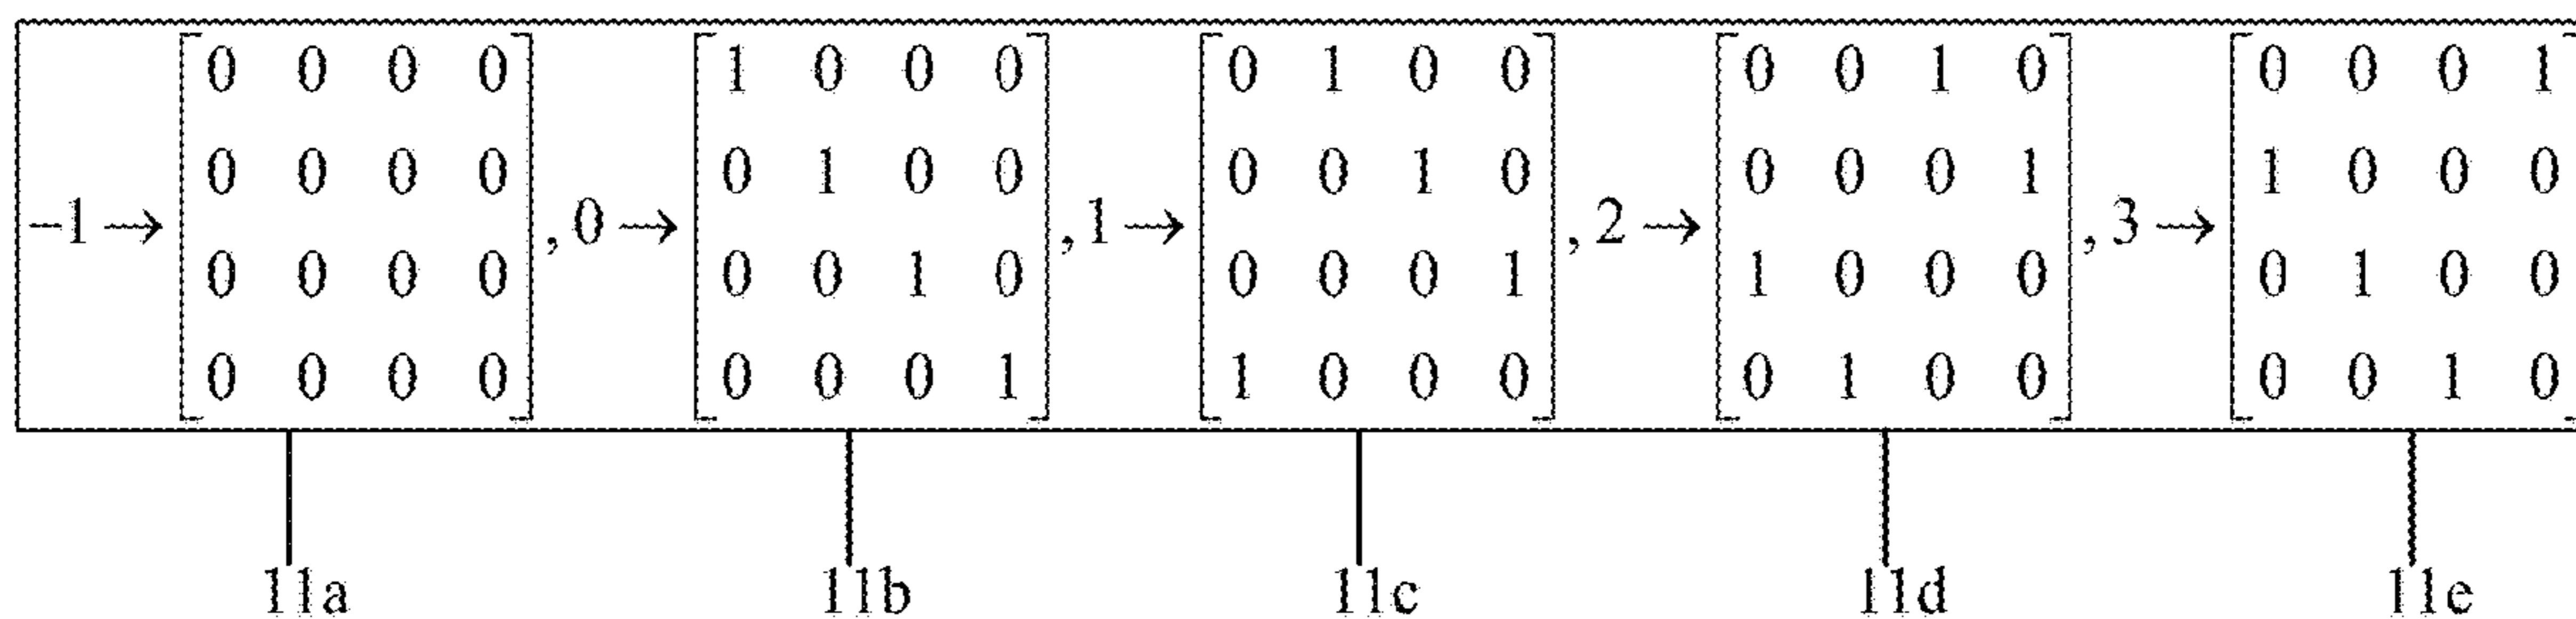 0 0 0 0 1 0 0 0 0 1 0 0 0 0 1 0 0 0 0 1
0 0 0 0 0 1 0 0 0 0 1 0 0 0 0 1 1 0 0 0
−1 → , 0 → , 1 → , 2 → , 3 →
0 0 0 0 0 0 1 0 0 0 0 1 1 0 0 0 0 1 0 0
0 0 0 0 0 0 0 1 1 0 0 0 0 1 0 0 0 0 1 0
11a 11b 11c 11d 11e